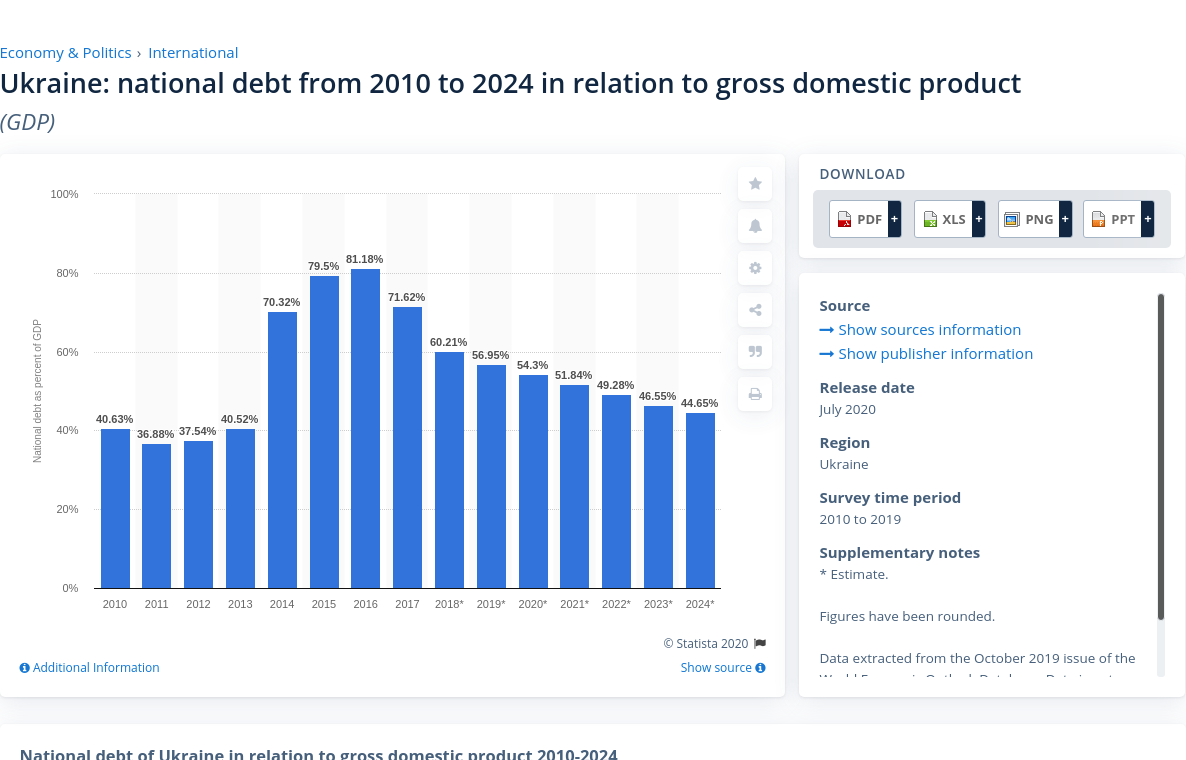 Economy & Politics › International
Ukraine: national debt from 2010 to 2024 in relation to gross domestic product
(GDP)
100%
80%
60%
40%
20%
0%
National debt as percent of GDP
40.63%
36.88%
37.54%
40.52%
70.32%
79.5%
81.18%
71.62%
60.21%
56.95%
54.3%
51.84%
49.28%
46.55%
44.65%
2010 2011 2012 2013 2014 2015 2016 2017 2018* 2019* 2020* 2021* 2022* 2023* 2024*
© Statista 2020
Additional Information
Show source
DOWNLOAD
PDF + XLS + PNG + PPT +
Source
Show sources information
Show publisher information
Release date
July 2020
Region
Ukraine
Survey time period
2010 to 2019
Supplementary notes
* Estimate.
Figures have been rounded.
Data extracted from the October 2019 issue of the
National debt of Ukraine in relation to gross domestic product 2010-2024